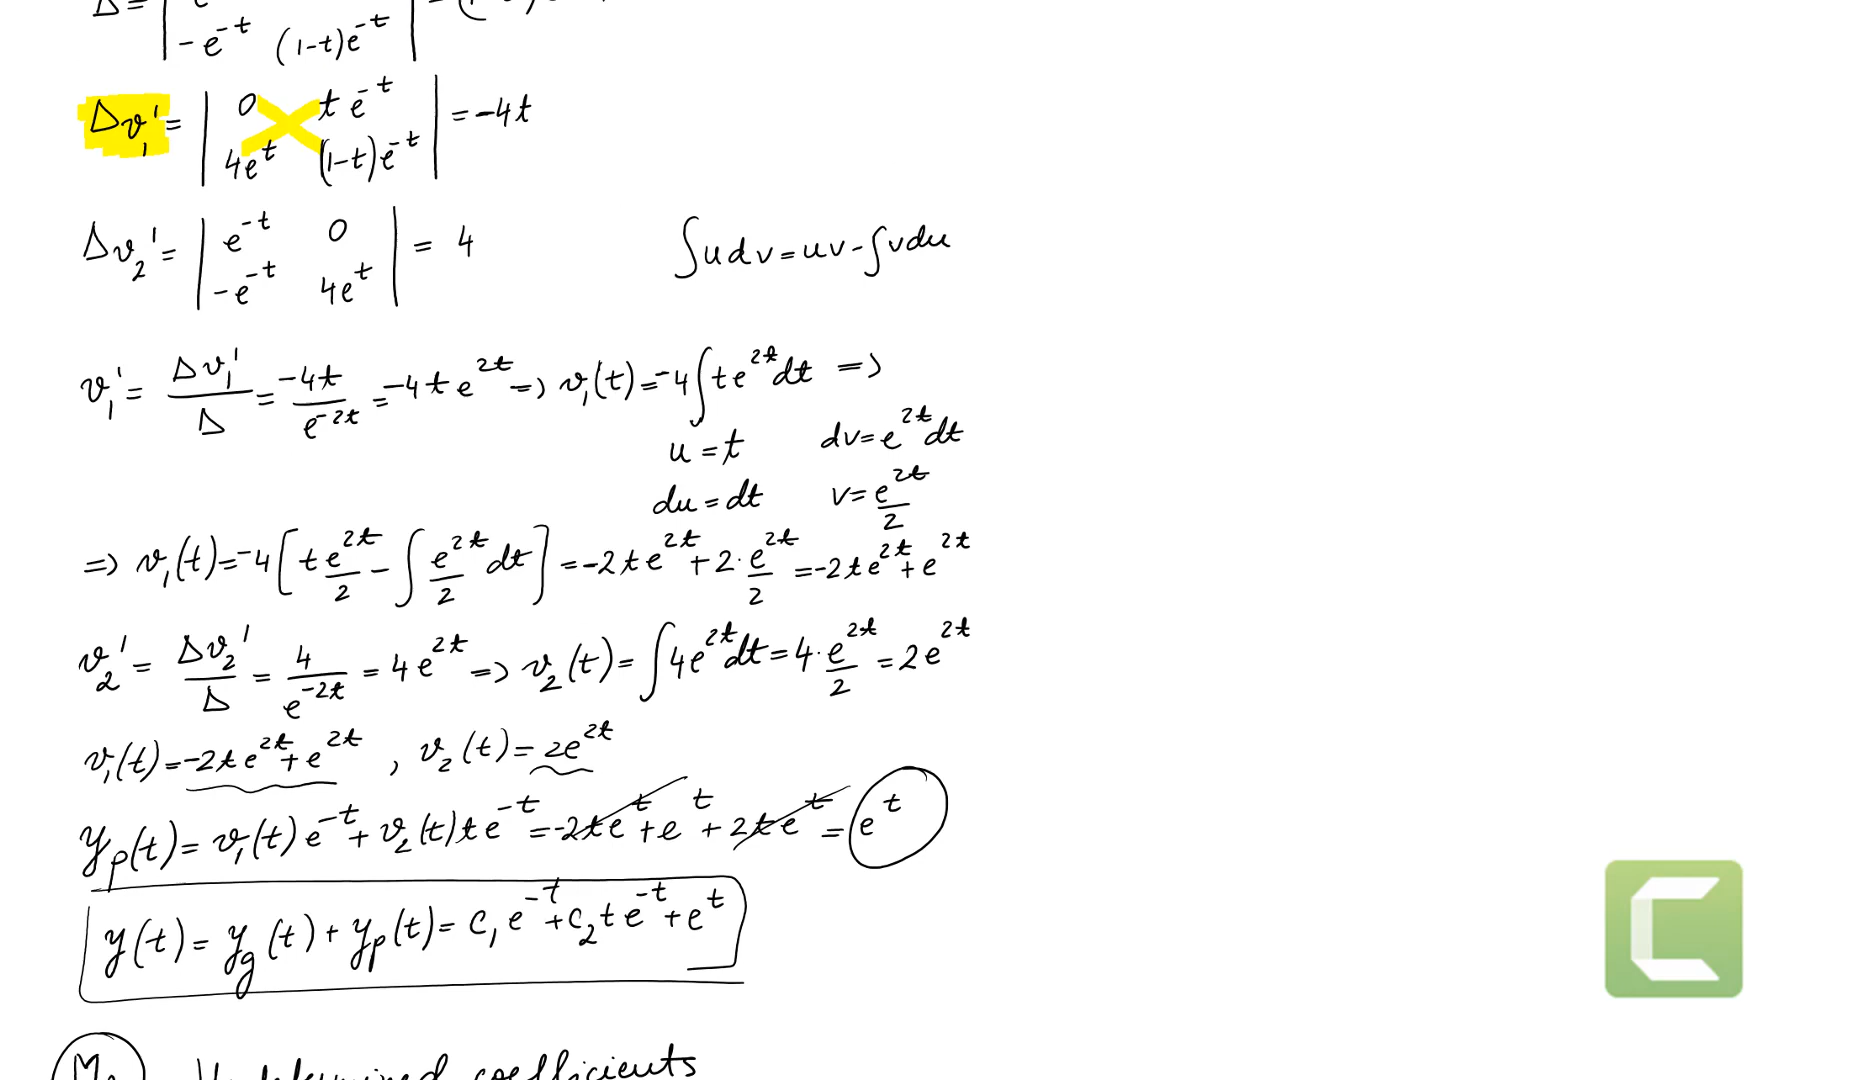 -e^{-t} (1-t)e^{-t}
Δv₁' = | 0 te^{-t} | = -4t
4e^t (1-t)e^{-t}
Δv₂' = | e^{-t} 0 | = 4
-e^{-t} 4e^t
∫u dv = uv - ∫v du
v₁' = Δv₁'/Δ = -4t/e^{-2t} = -4te^{2t} => v₁(t) = -4∫te^{2t}dt =>
u = t dv = e^{2t}dt
du = dt v = e^{2t}/2
=> v₁(t) = -4[te^{2t}/2 - ∫e^{2t}/2 dt] = -2te^{2t} + 2·e^{2t}/2 = -2te^{2t} + e^{2t}
v₂' = Δv₂'/Δ = 4/e^{-2t} = 4e^{2t} => v₂(t) = ∫4e^{2t}dt = 4·e^{2t}/2 = 2e^{2t}
v₁(t) = -2te^{2t} + e^{2t}, v₂(t) = 2e^{2t}
y_p(t) = v₁(t)e^{-t} + v₂(t)te^{-t} = -2te^t + e^t + 2te^t = e^t
y(t) = y_g(t) + y_p(t) = c₁e^{-t} + c₂te^{-t} + e^t
Undetermined coefficients